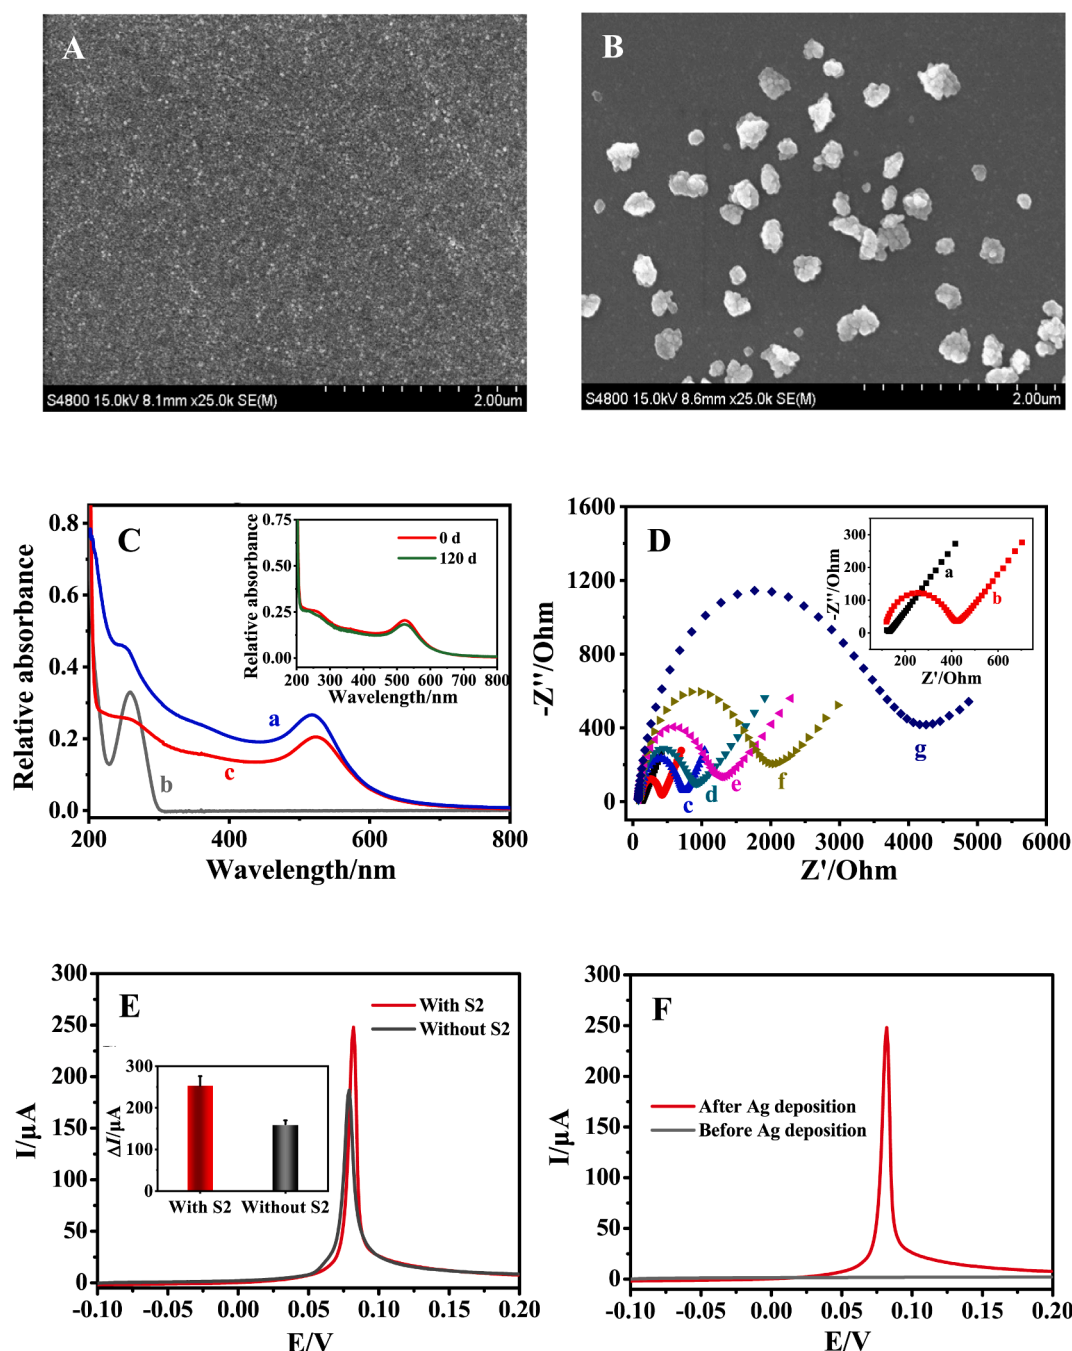 A
S4800 15.0kV 8.1mm x25.0k SE(M)
2.00um
B
S4800 15.0kV 8.6mm x25.0k SE(M)
2.00um
C
Relative absorbance
0.8
0.6
0.4
0.2
0.0
200
400
600
800
Wavelength/nm
a
b
c
Relative absorbance
0.75
0.50
0.25
0.00
200 300 400 500 600 700 800
Wavelength/nm
0 d
120 d
D
-Z''/Ohm
1600
1200
800
400
0
0 1000 2000 3000 4000 5000 6000
Z'/Ohm
c
d
e
f
g
-Z''/Ohm
300
200
100
0
200 400 600
Z'/Ohm
a
b
E
I/μA
300
250
200
150
100
50
0
-0.10 -0.05 0.00 0.05 0.10 0.15 0.20
E/V
With S2
Without S2
ΔI/μA
300
200
100
0
With S2 Without S2
F
I/μA
300
250
200
150
100
50
0
-0.10 -0.05 0.00 0.05 0.10 0.15 0.20
E/V
After Ag deposition
Before Ag deposition